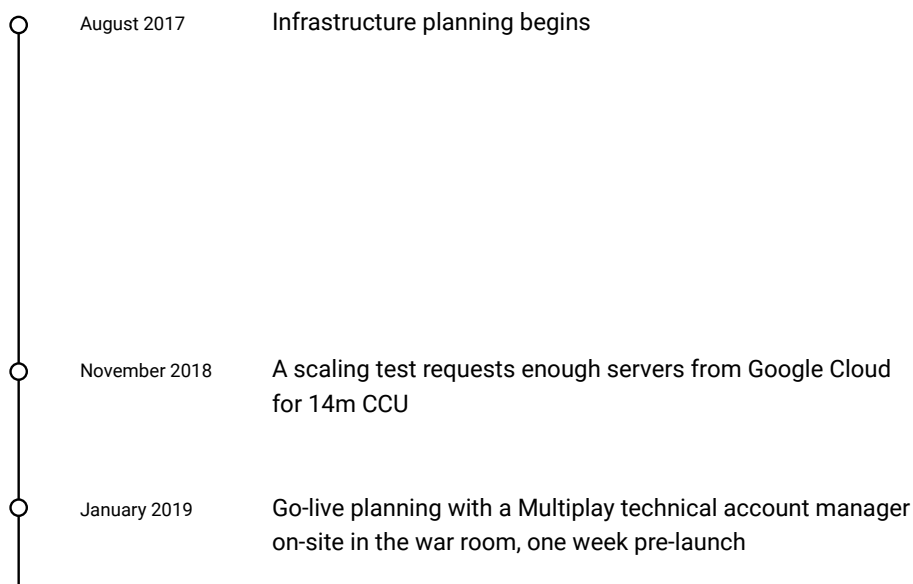 August 2017
Infrastructure planning begins
November 2018
A scaling test requests enough servers from Google Cloud
for 14m CCU
January 2019
Go-live planning with a Multiplay technical account manager
on-site in the war room, one week pre-launch